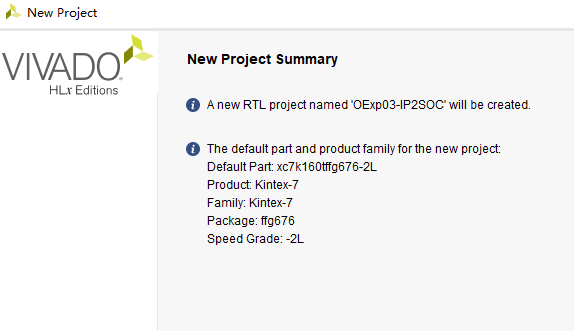 New Project
VIVADO
HLx Editions
New Project Summary
A new RTL project named 'OExp03-IP2SOC' will be created.
The default part and product family for the new project:
Default Part: xc7k160tffg676-2L
Product: Kintex-7
Family: Kintex-7
Package: ffg676
Speed Grade: -2L